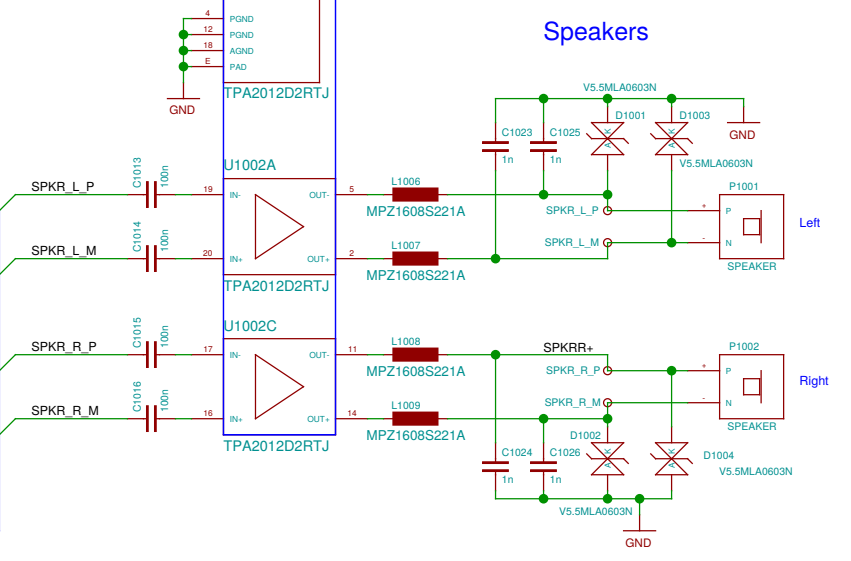 Speakers
4 PGND
12 PGND
18 AGND
E PAD
GND
TPA2012D2RTJ
V5.5MLA0603N
C1023
1n
C1025
1n
D1001
A K
D1003
A K
GND
V5.5MLA0603N
SPKR_L_P
C1013
100n
U1002A
19 IN-
OUT- 5
L1006
MPZ1608S221A
SPKR_L_P
P1001
+ P
Left
SPKR_L_M
C1014
100n
20 IN+
OUT+ 2
L1007
MPZ1608S221A
SPKR_L_M
- N
SPEAKER
TPA2012D2RTJ
SPKR_R_P
C1015
100n
U1002C
17 IN-
OUT- 11
L1008
MPZ1608S221A
SPKRR+
SPKR_R_P
P1002
+ P
Right
SPKR_R_M
C1016
100n
16 IN+
OUT+ 14
L1009
MPZ1608S221A
SPKR_R_M
- N
SPEAKER
TPA2012D2RTJ
C1024
1n
C1026
1n
D1002
A K
D1004
A K
V5.5MLA0603N
V5.5MLA0603N
GND